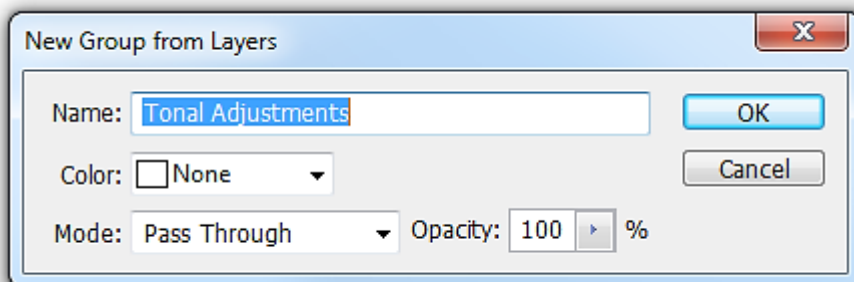 New Group from Layers
Name: Tonal Adjustments OK
Color: None Cancel
Mode: Pass Through Opacity: 100 %